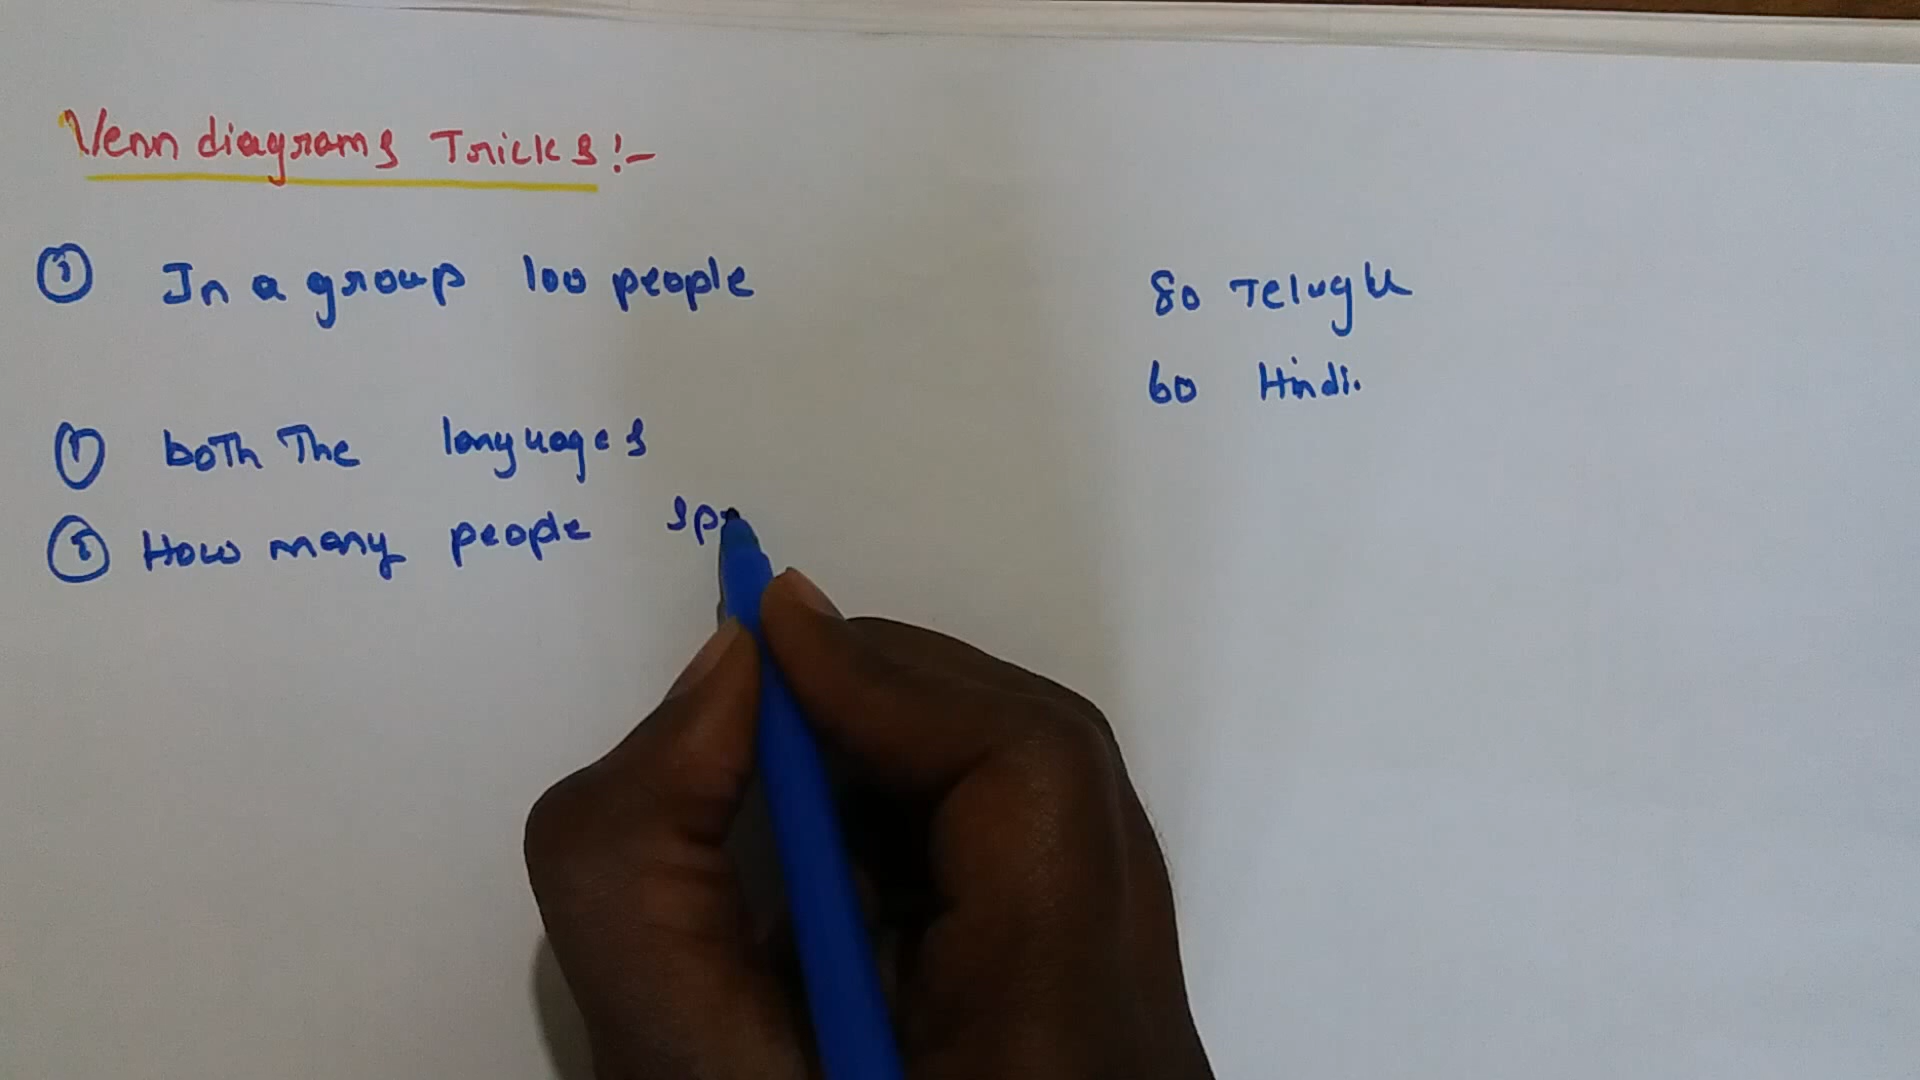 Venn diagrams Tricks:-
① In a group 100 people
80 Telugu
60 Hindi.
① both The languages
② How many people sp